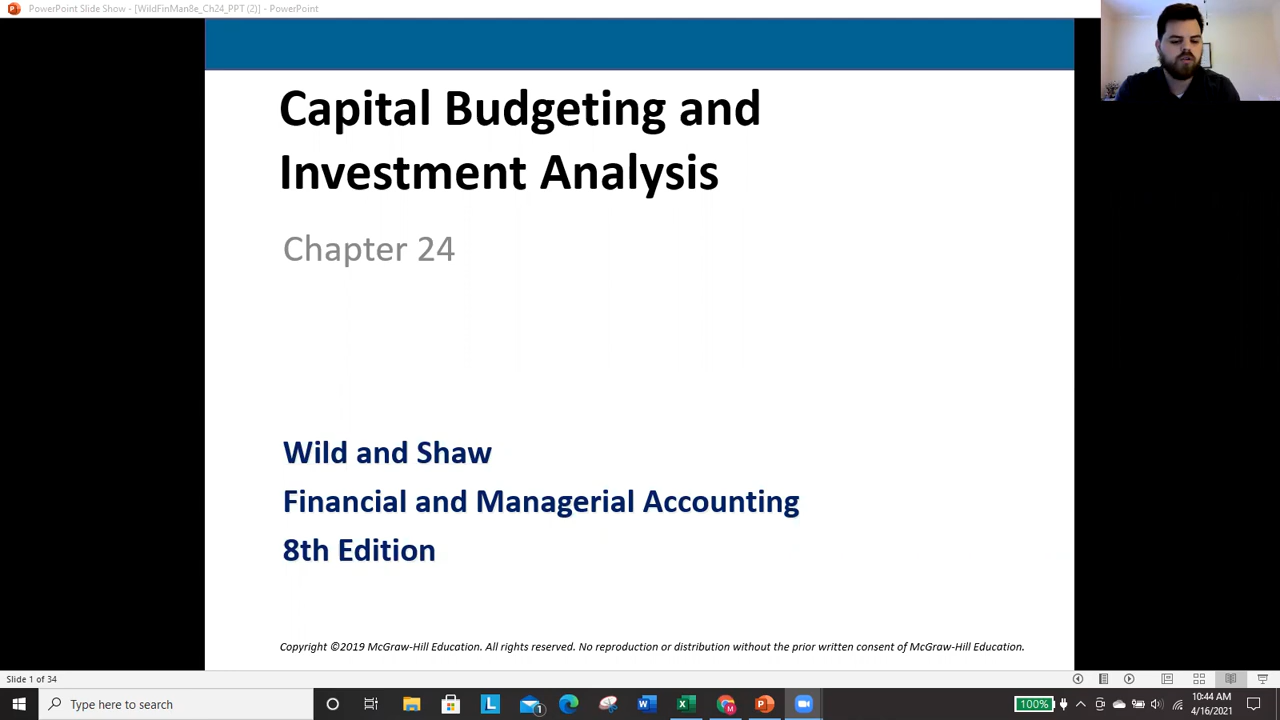 PowerPoint Slide Show - [WildFinMan8e_Ch24_PPT (2)] - PowerPoint
Capital Budgeting and
Investment Analysis
Chapter 24
Wild and Shaw
Financial and Managerial Accounting
8th Edition
Copyright ©2019 McGraw-Hill Education. All rights reserved. No reproduction or distribution without the prior written consent of McGraw-Hill Education.
Slide 1 of 34
Type here to search
100%
10:44 AM
4/16/2021